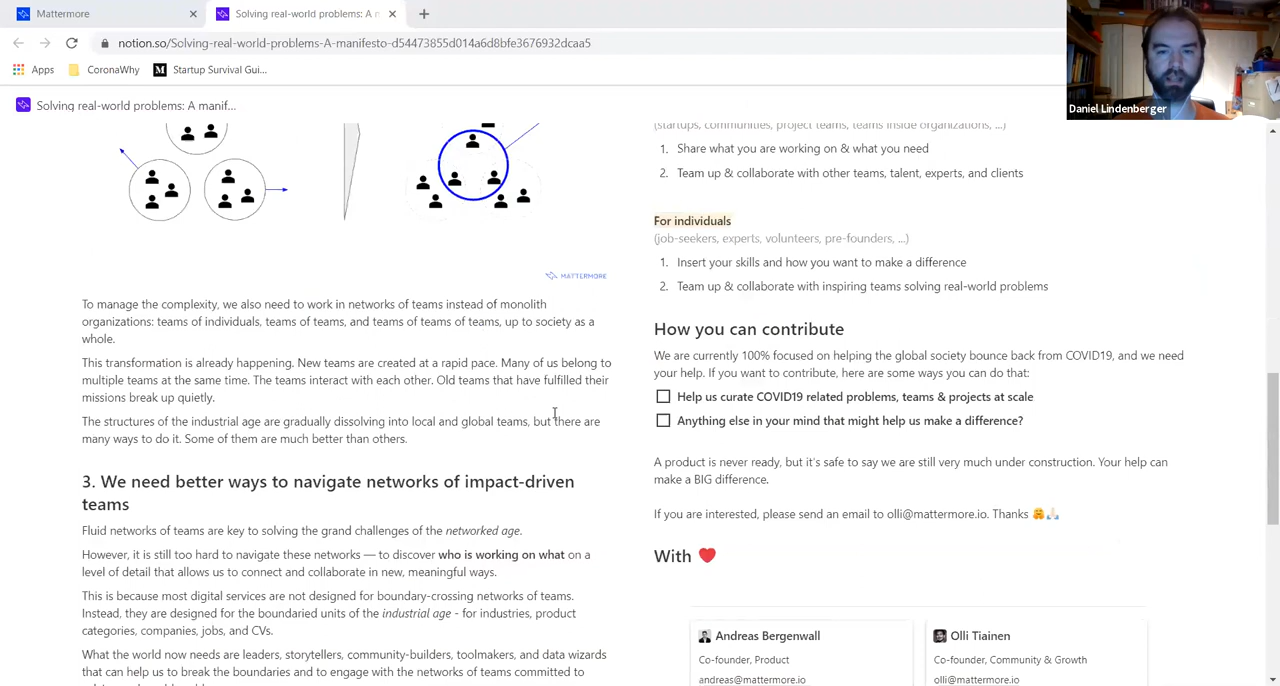 Mattermore
Solving real-world problems: A n
notion.so/Solving-real-world-problems-A-manifesto-d54473855d014a6d8bfe3676932dcaa5
Apps
CoronaWhy
Startup Survival Gui...
Daniel Lindenberger
Solving real-world problems: A manif...
MATTERMORE
To manage the complexity, we also need to work in networks of teams instead of monolith
organizations: teams of individuals, teams of teams, and teams of teams of teams, up to society as a
whole.
This transformation is already happening. New teams are created at a rapid pace. Many of us belong to
multiple teams at the same time. The teams interact with each other. Old teams that have fulfilled their
missions break up quietly.
The structures of the industrial age are gradually dissolving into local and global teams, but there are
many ways to do it. Some of them are much better than others.
3. We need better ways to navigate networks of impact-driven
teams
Fluid networks of teams are key to solving the grand challenges of the networked age.
However, it is still too hard to navigate these networks — to discover who is working on what on a
level of detail that allows us to connect and collaborate in new, meaningful ways.
This is because most digital services are not designed for boundary-crossing networks of teams.
Instead, they are designed for the boundaried units of the industrial age - for industries, product
categories, companies, jobs, and CVs.
What the world now needs are leaders, storytellers, community-builders, toolmakers, and data wizards
that can help us to break the boundaries and to engage with the networks of teams committed to
(startups, communities, project teams, teams inside organizations, ...)
1. Share what you are working on & what you need
2. Team up & collaborate with other teams, talent, experts, and clients
For individuals
(job-seekers, experts, volunteers, pre-founders, ...)
1. Insert your skills and how you want to make a difference
2. Team up & collaborate with inspiring teams solving real-world problems
How you can contribute
We are currently 100% focused on helping the global society bounce back from COVID19, and we need
your help. If you want to contribute, here are some ways you can do that:
Help us curate COVID19 related problems, teams & projects at scale
Anything else in your mind that might help us make a difference?
A product is never ready, but it's safe to say we are still very much under construction. Your help can
make a BIG difference.
If you are interested, please send an email to olli@mattermore.io. Thanks 🤗🙏🏻
With ❤️
Andreas Bergenwall
Co-founder, Product
andreas@mattermore.io
Olli Tiainen
Co-founder, Community & Growth
olli@mattermore.io